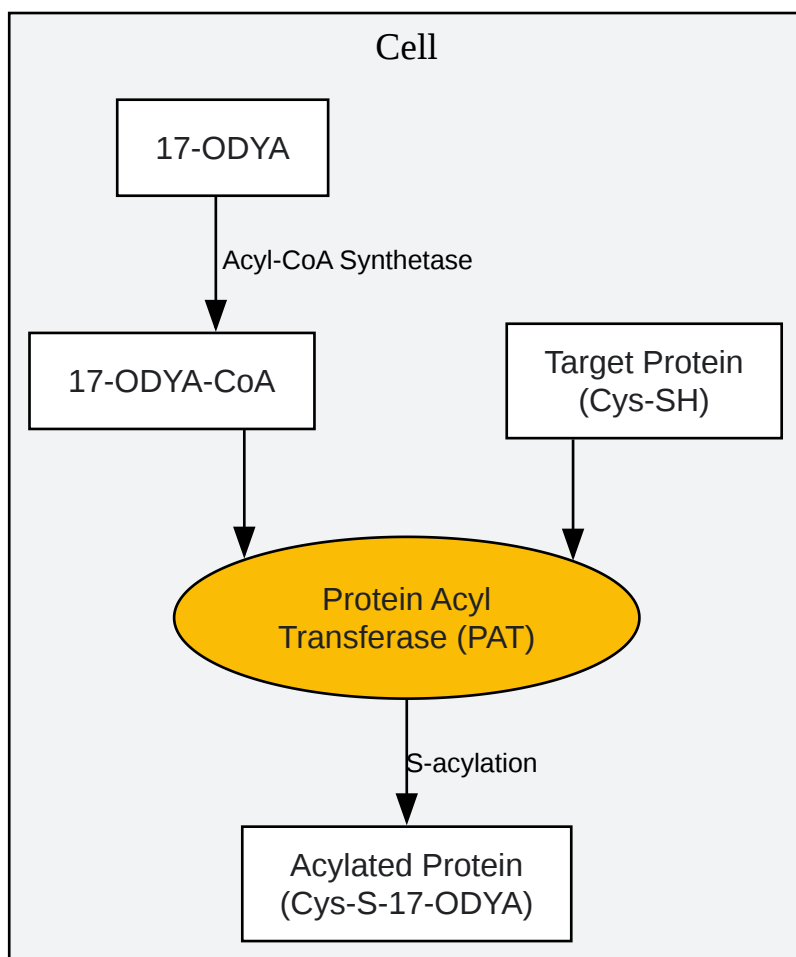 Cell
17-ODYA
Acyl-CoA Synthetase
17-ODYA-CoA
Target Protein
(Cys-SH)
Protein Acyl
Transferase (PAT)
S-acylation
Acylated Protein
(Cys-S-17-ODYA)